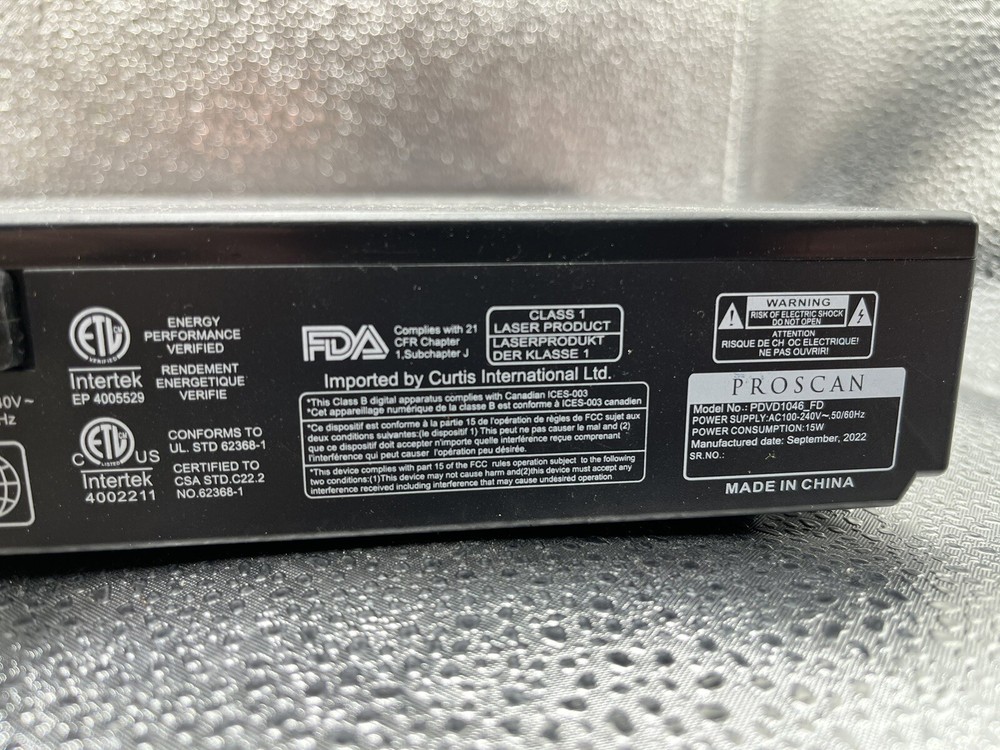 0V~
Hz
ETL CM
VERIFIED
Intertek
EP 4005529
ENERGY
PERFORMANCE
VERIFIED
RENDEMENT
ENERGETIQUE
VERIFIE
ETL CM
LISTED
C US
Intertek
4002211
CONFORMS TO
UL. STD 62368-1
CERTIFIED TO
CSA STD.C22.2
NO.62368-1
FDA
Complies with 21
CFR Chapter
1,Subchapter J
CLASS 1
LASER PRODUCT
LASERPRODUKT
DER KLASSE 1
Imported by Curtis International Ltd.
*This Class B digital apparatus complies with Canadian ICES-003
*Cet appareillage numérique de la classe B est conforme à ICES-003 canadien
*Ce dispositif est conforme à la partie 15 de l'opération de règles de FCC sujet aux
deux conditions suivantes:(le dispositif 1) This peut ne pas causer le mal and (2)
que ce dispositif doit accepter n'importe quelle interférence reçue comprenant
l'interférence qui peut causer l'opération peu désirée.
*This device complies with part 15 of the FCC rules operation subject to the following
two conditions:(1)This device may not cause harm and(2)this device must accept any
interference received including interference that may cause undesired operation
WARNING
RISK OF ELECTRIC SHOCK
DO NOT OPEN
ATTENTION
RISQUE DE CH OC ELECTRIQUE!
NE PAS OUVRIR!
PROSCAN
Model No.: PDVD1046_FD
POWER SUPPLY:AC100-240V~,50/60Hz
POWER CONSUMPTION:15W
Manufactured date: September, 2022
SR.NO.:
MADE IN CHINA